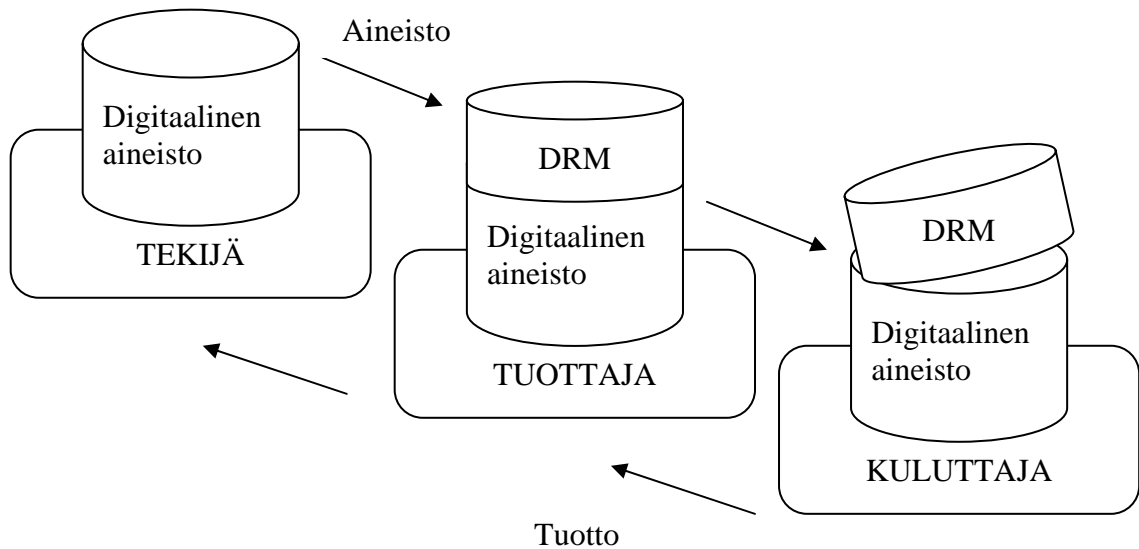 Aineisto
Digitaalinen
aineisto
TEKIJÄ
DRM
Digitaalinen
aineisto
TUOTTAJA
DRM
Digitaalinen
aineisto
KULUTTAJA
Tuotto